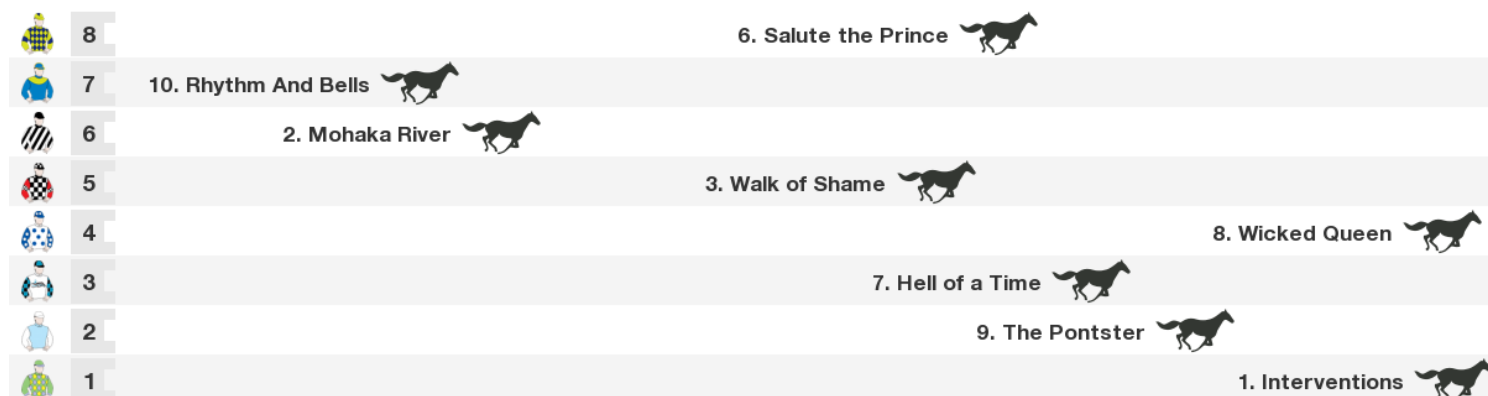 8 6. Salute the Prince
7 10. Rhythm And Bells
6 2. Mohaka River
5 3. Walk of Shame
4 8. Wicked Queen
3 7. Hell of a Time
2 9. The Pontster
1 1. Interventions